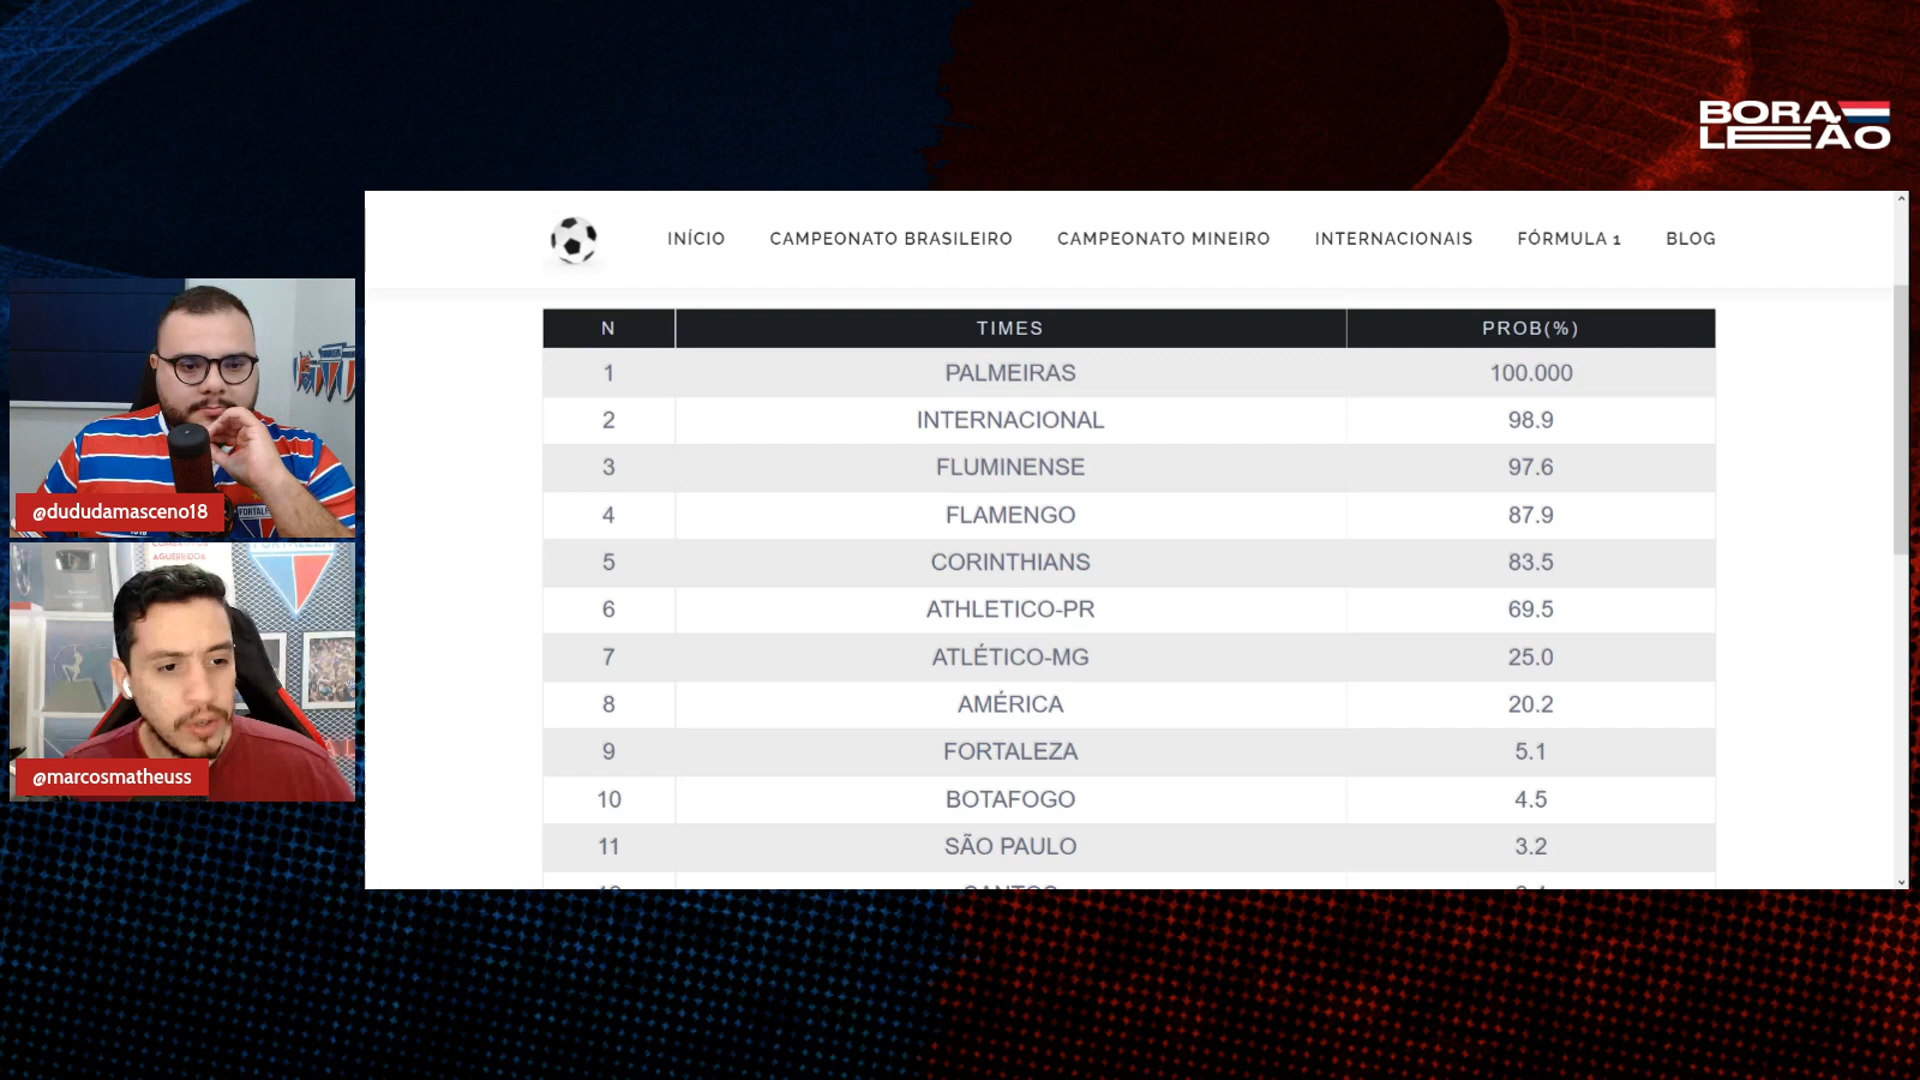 BORA
LEÃO
INÍCIO CAMPEONATO BRASILEIRO CAMPEONATO MINEIRO INTERNACIONAIS FÓRMULA 1 BLOG
N TIMES PROB(%)
1 PALMEIRAS 100.000
2 INTERNACIONAL 98.9
3 FLUMINENSE 97.6
4 FLAMENGO 87.9
5 CORINTHIANS 83.5
6 ATHLETICO-PR 69.5
7 ATLÉTICO-MG 25.0
8 AMÉRICA 20.2
9 FORTALEZA 5.1
10 BOTAFOGO 4.5
11 SÃO PAULO 3.2
SANTOS
@dududamasceno18
AGUERRIDOS
FORTALEZA
@marcosmatheuss